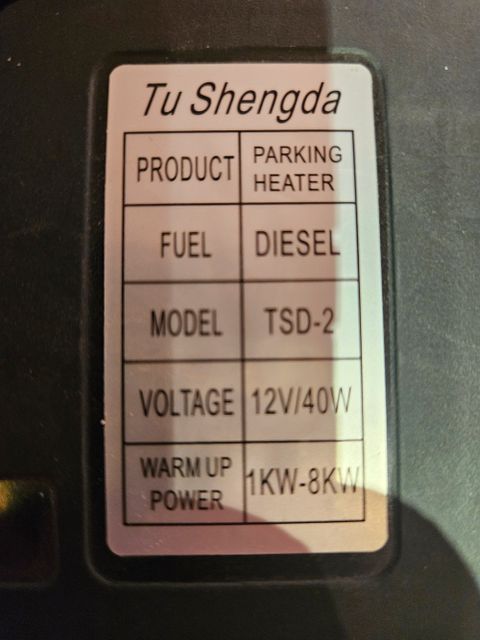 Tu Shengda
PRODUCT PARKING HEATER
FUEL DIESEL
MODEL TSD-2
VOLTAGE 12V/40W
WARM UP POWER 1KW-8KW